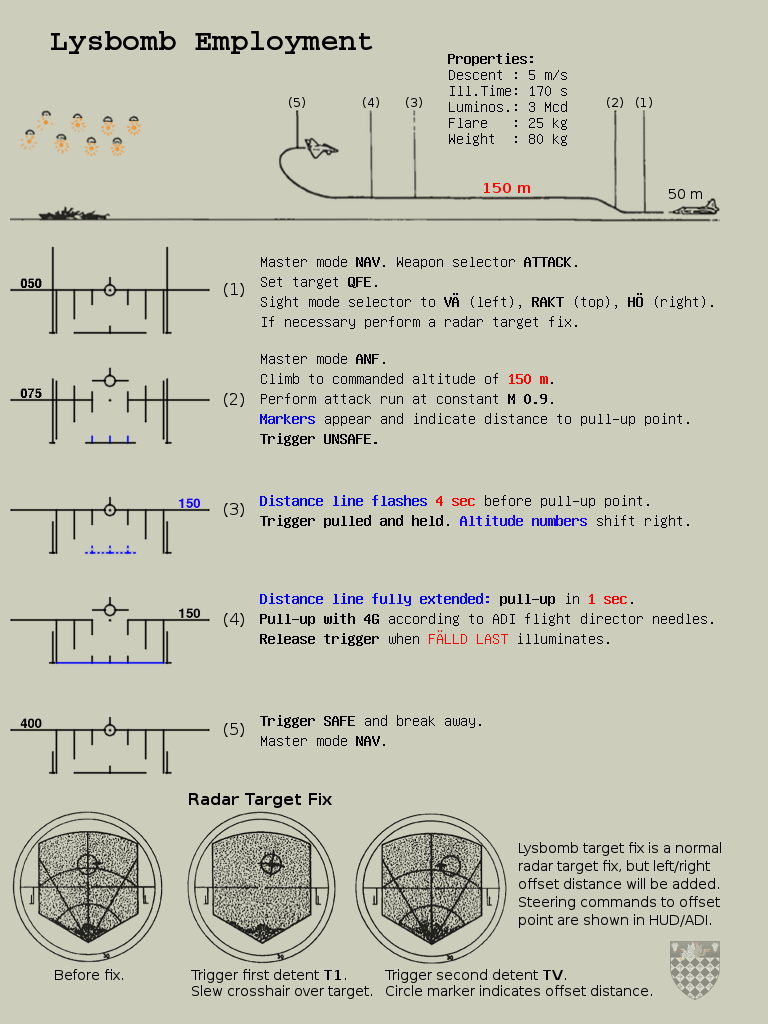 Lysbomb Employment
Properties:
Descent : 5 m/s
Ill.Time: 170 s
Luminos.: 3 Mcd
Flare : 25 kg
Weight : 80 kg
(5) (4) (3) (2) (1)
150 m
50 m
050
(1)
Master mode NAV. Weapon selector ATTACK.
Set target QFE.
Sight mode selector to VÄ (left), RAKT (top), HÖ (right).
If necessary perform a radar target fix.
075
(2)
Master mode ANF.
Climb to commanded altitude of 150 m.
Perform attack run at constant M 0.9.
Markers appear and indicate distance to pull-up point.
Trigger UNSAFE.
150
(3)
Distance line flashes 4 sec before pull-up point.
Trigger pulled and held. Altitude numbers shift right.
150
(4)
Distance line fully extended: pull-up in 1 sec.
Pull-up with 4G according to ADI flight director needles.
Release trigger when FÄLLD LAST illuminates.
400
(5)
Trigger SAFE and break away.
Master mode NAV.
Radar Target Fix
Lysbomb target fix is a normal
radar target fix, but left/right
offset distance will be added.
Steering commands to offset
point are shown in HUD/ADI.
Before fix.
Trigger first detent T1.
Slew crosshair over target.
Trigger second detent TV.
Circle marker indicates offset distance.